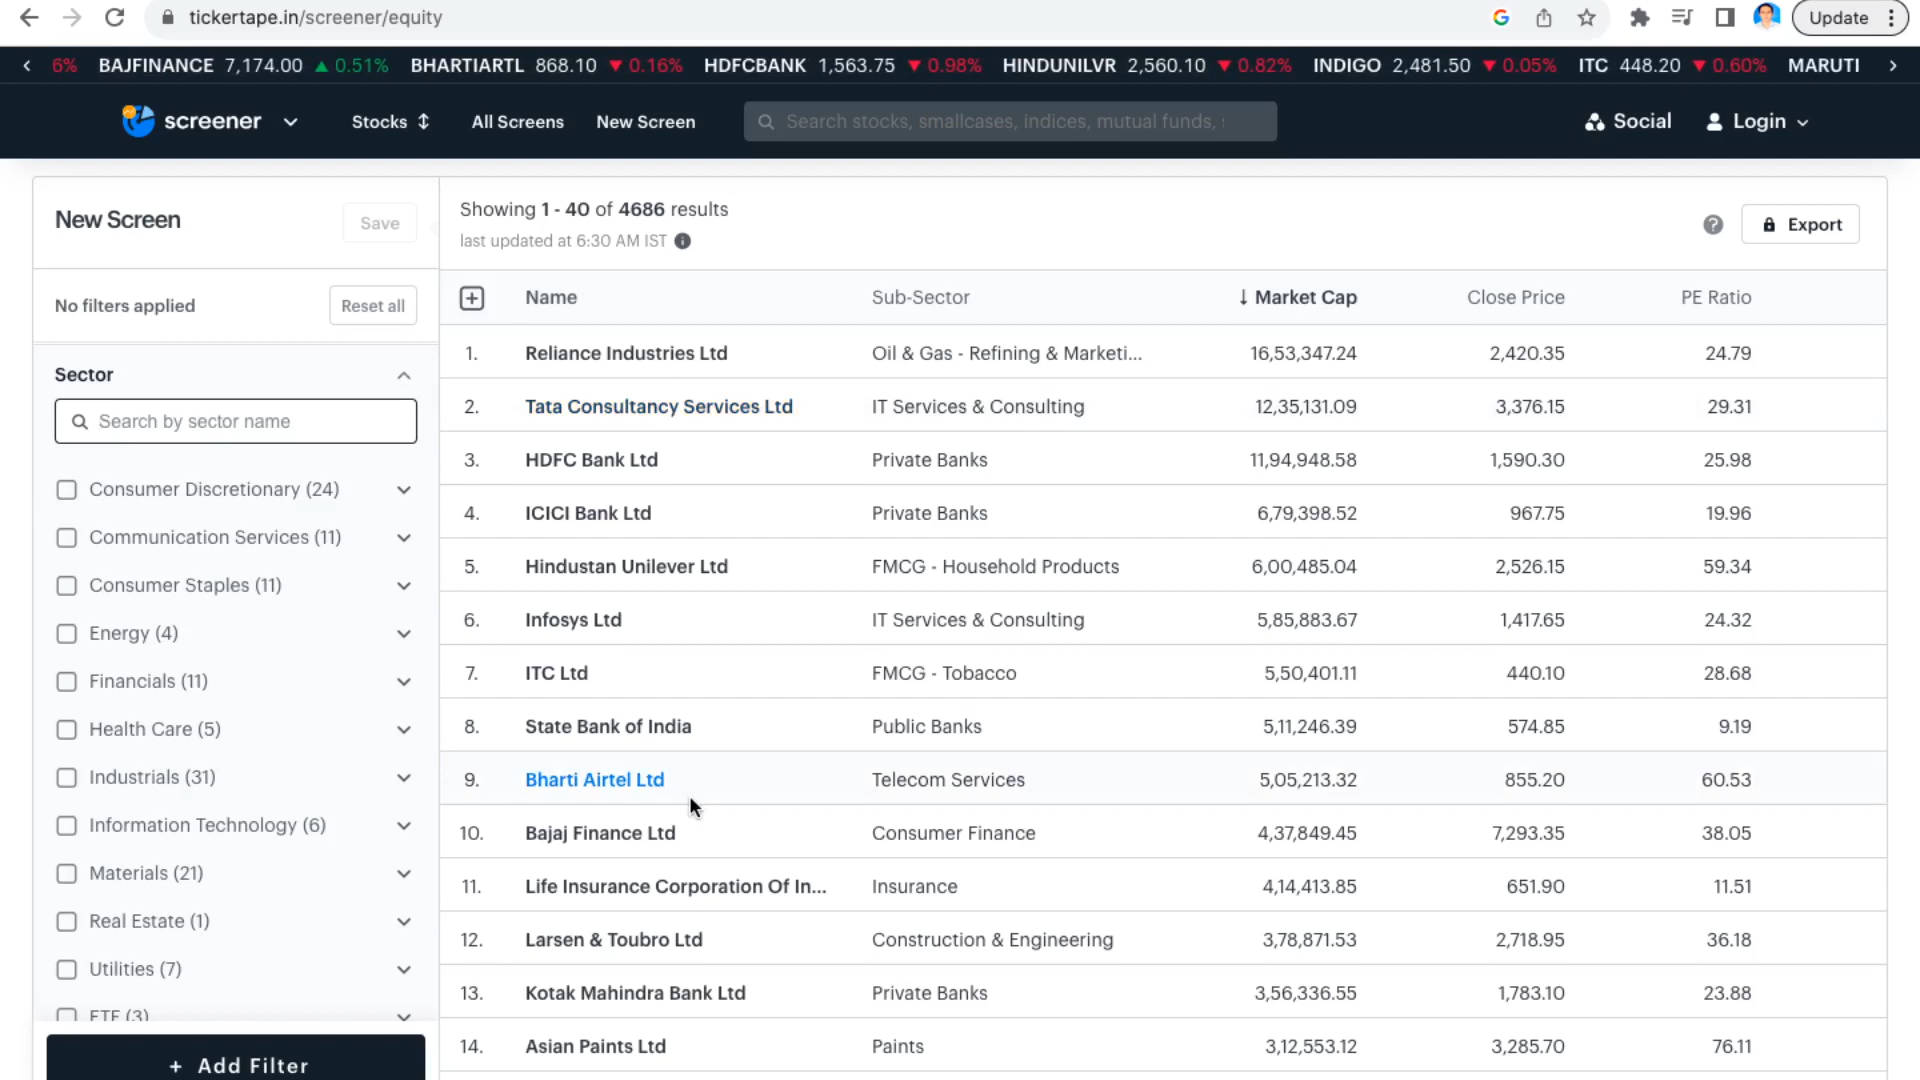 tickertape.in/screener/equity
Update
6% BAJFINANCE 7,174.00 ▲ 0.51% BHARTIARTL 868.10 ▼ 0.16% HDFCBANK 1,563.75 ▼ 0.98% HINDUNILVR 2,560.10 ▼ 0.82% INDIGO 2,481.50 ▼ 0.05% ITC 448.20 ▼ 0.60% MARUTI
screener Stocks All Screens New Screen Search stocks, smallcases, indices, mutual funds, Social Login
New Screen Save
Showing 1 - 40 of 4686 results
last updated at 6:30 AM IST
Export
No filters applied Reset all
Sector
Search by sector name
Consumer Discretionary (24)
Communication Services (11)
Consumer Staples (11)
Energy (4)
Financials (11)
Health Care (5)
Industrials (31)
Information Technology (6)
Materials (21)
Real Estate (1)
Utilities (7)
ETF (3)
+ Add Filter
Name Sub-Sector ↓ Market Cap Close Price PE Ratio
1. Reliance Industries Ltd Oil & Gas - Refining & Marketi... 16,53,347.24 2,420.35 24.79
2. Tata Consultancy Services Ltd IT Services & Consulting 12,35,131.09 3,376.15 29.31
3. HDFC Bank Ltd Private Banks 11,94,948.58 1,590.30 25.98
4. ICICI Bank Ltd Private Banks 6,79,398.52 967.75 19.96
5. Hindustan Unilever Ltd FMCG - Household Products 6,00,485.04 2,526.15 59.34
6. Infosys Ltd IT Services & Consulting 5,85,883.67 1,417.65 24.32
7. ITC Ltd FMCG - Tobacco 5,50,401.11 440.10 28.68
8. State Bank of India Public Banks 5,11,246.39 574.85 9.19
9. Bharti Airtel Ltd Telecom Services 5,05,213.32 855.20 60.53
10. Bajaj Finance Ltd Consumer Finance 4,37,849.45 7,293.35 38.05
11. Life Insurance Corporation Of In... Insurance 4,14,413.85 651.90 11.51
12. Larsen & Toubro Ltd Construction & Engineering 3,78,871.53 2,718.95 36.18
13. Kotak Mahindra Bank Ltd Private Banks 3,56,336.55 1,783.10 23.88
14. Asian Paints Ltd Paints 3,12,553.12 3,285.70 76.11